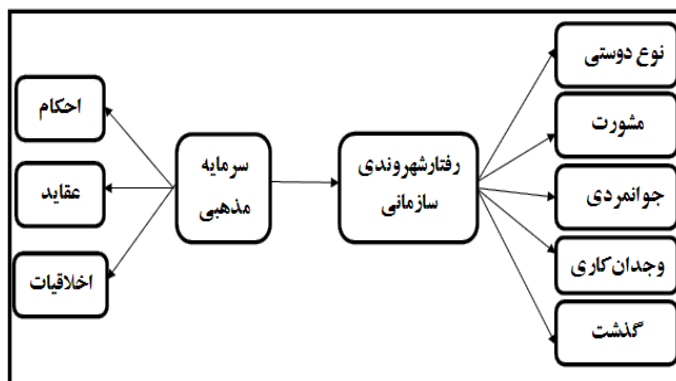 نوع دوستی
مشورت
جوانمردی
وجدان‌کاری
گذشت
رفتارشهروندی
سازمانی
سرمایه
مذهبی
احکام
عقاید
اخلاقیات